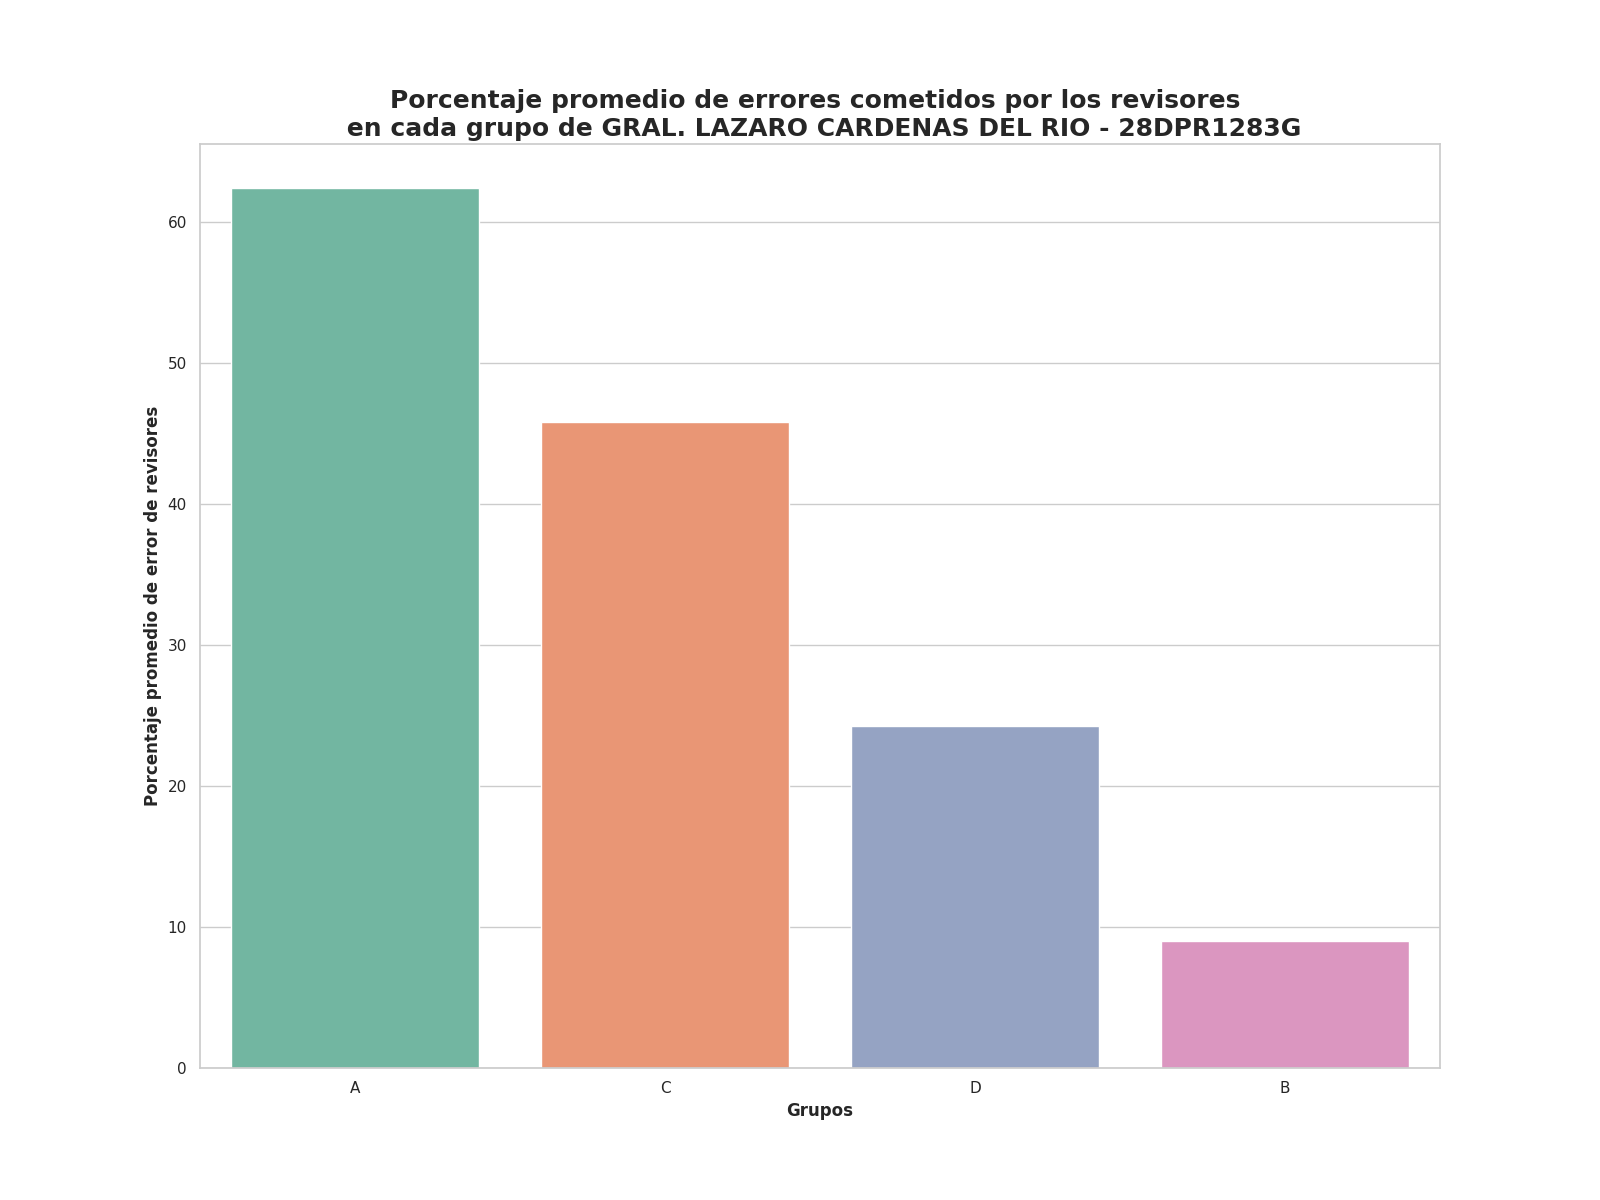 Porcentaje promedio de errores cometidos por los revisores
en cada grupo de GRAL. LAZARO CARDENAS DEL RIO - 28DPR1283G
Porcentaje promedio de error de revisores
60
50
40
30
20
10
0
A
C
D
B
Grupos